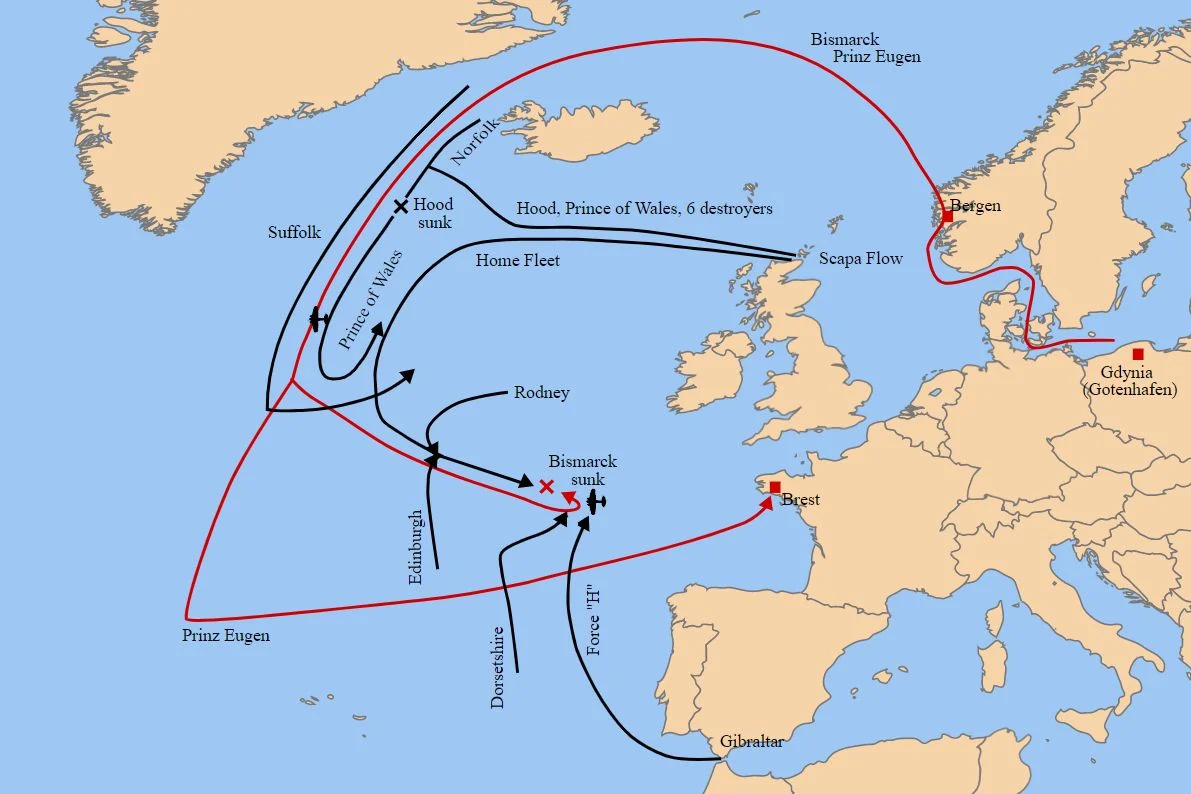 Bismarck
Prinz Eugen
Norfolk
Bergen
Hood
sunk
Hood, Prince of Wales, 6 destroyers
Suffolk
Home Fleet
Scapa Flow
Prince of Wales
Gdynia
(Gotenhafen)
Rodney
Bismarck
sunk
Brest
Edinburgh
Force "H"
Prinz Eugen
Dorsetshire
Gibraltar